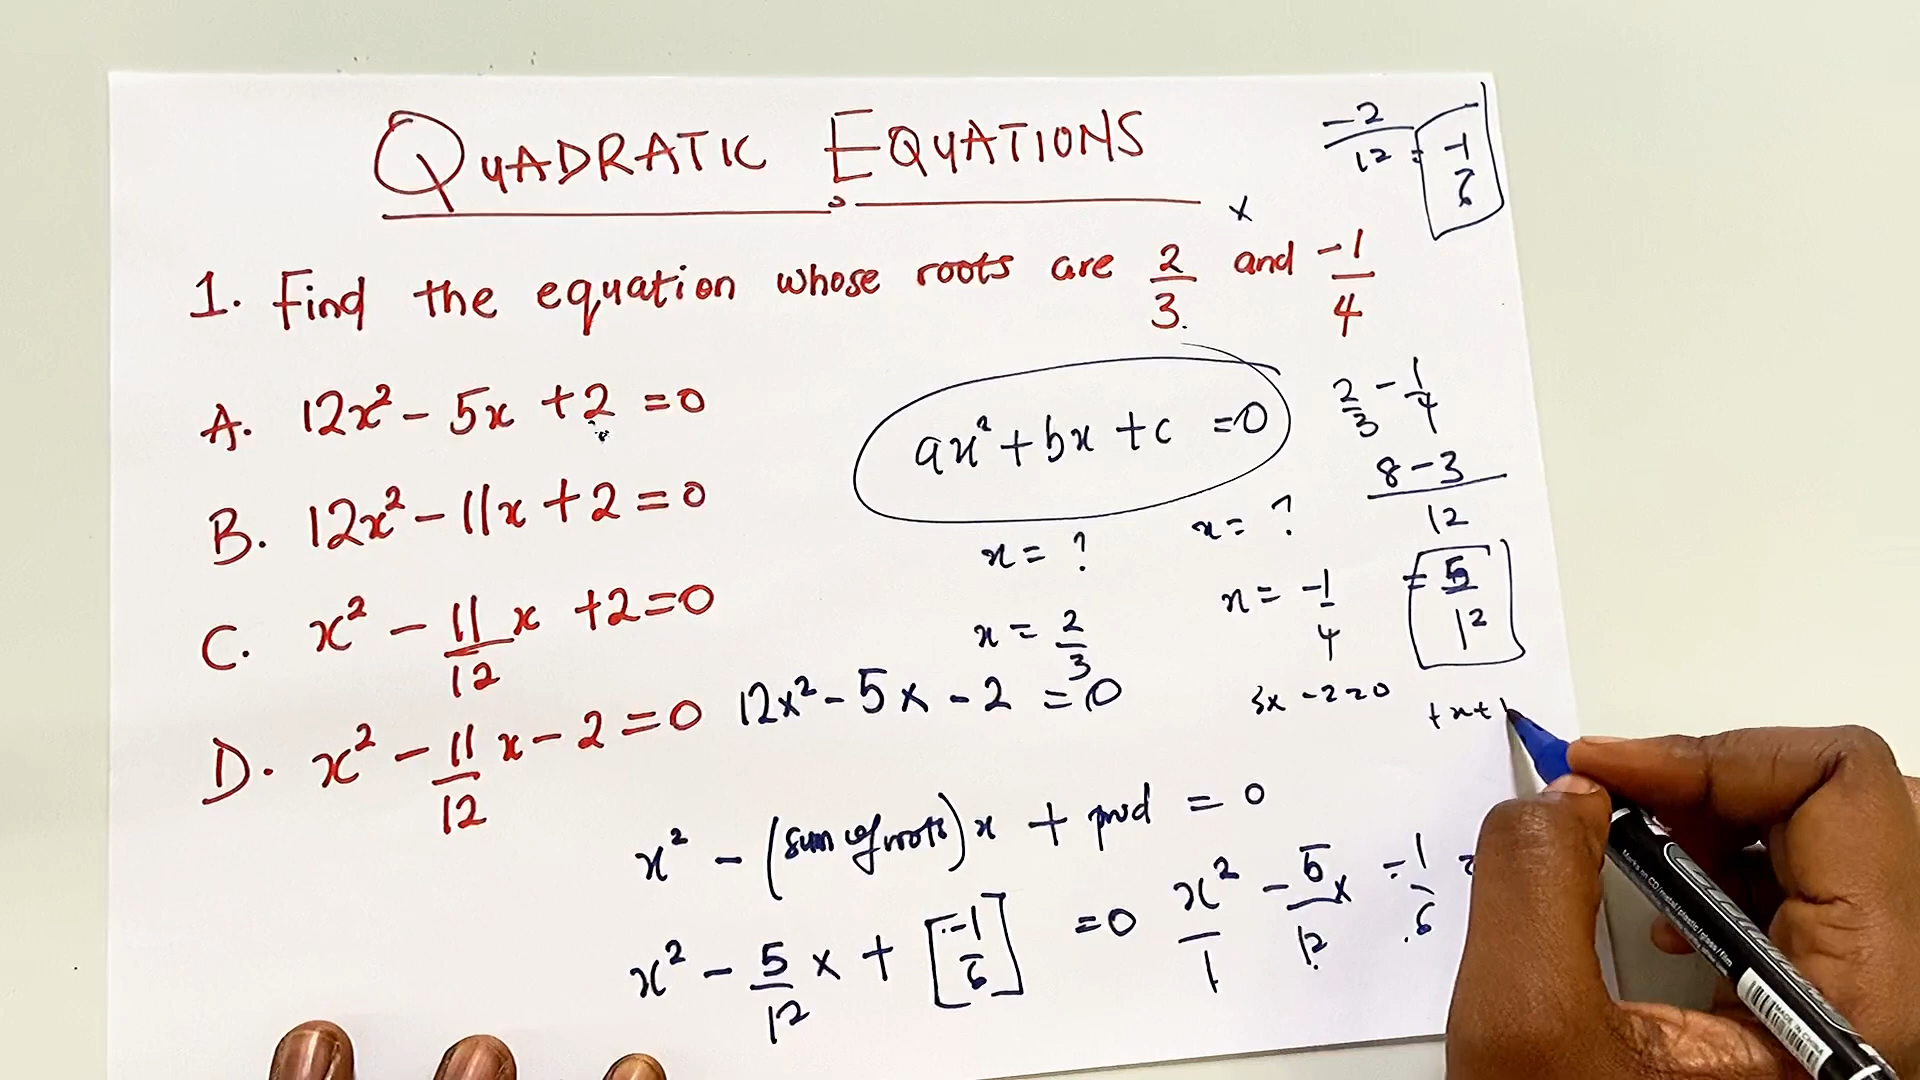 QUADRATIC EQUATIONS
-2/12 = -1/6
x
1. Find the equation whose roots are 2/3 and -1/4
A. 12x² - 5x + 2 = 0
B. 12x² - 11x + 2 = 0
C. x² - 11/12 x + 2 = 0
D. x² - 11/12 x - 2 = 0
ax² + bx + c = 0
x = ?
x = ?
x = 2/3
x = -1/4
2/3 - 1/4
8 - 3
12
= 5/12
12x² - 5x - 2 = 0
3x - 2 = 0
x² - (sum of roots)x + prod = 0
x² - 5/12 x + [-1/6] = 0
x²/1 - 5/12 x - 1/6
MADE IN CHINA